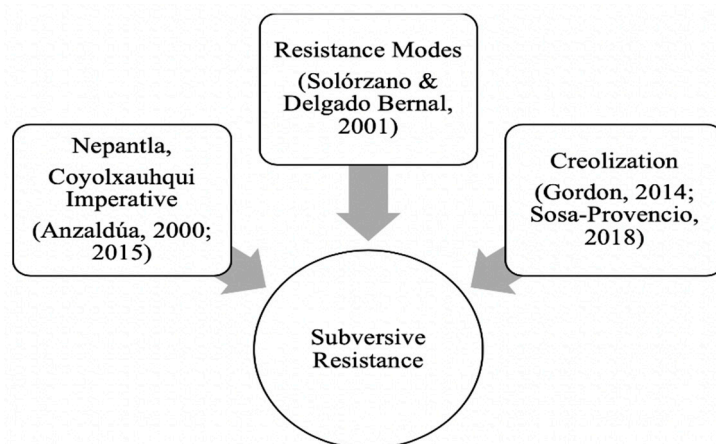 Resistance Modes
(Solórzano &
Delgado Bernal,
2001)
Nepantla,
Coyolxauhqui
Imperative
(Anzaldúa, 2000;
2015)
Creolization
(Gordon, 2014;
Sosa-Provencio,
2018)
Subversive
Resistance